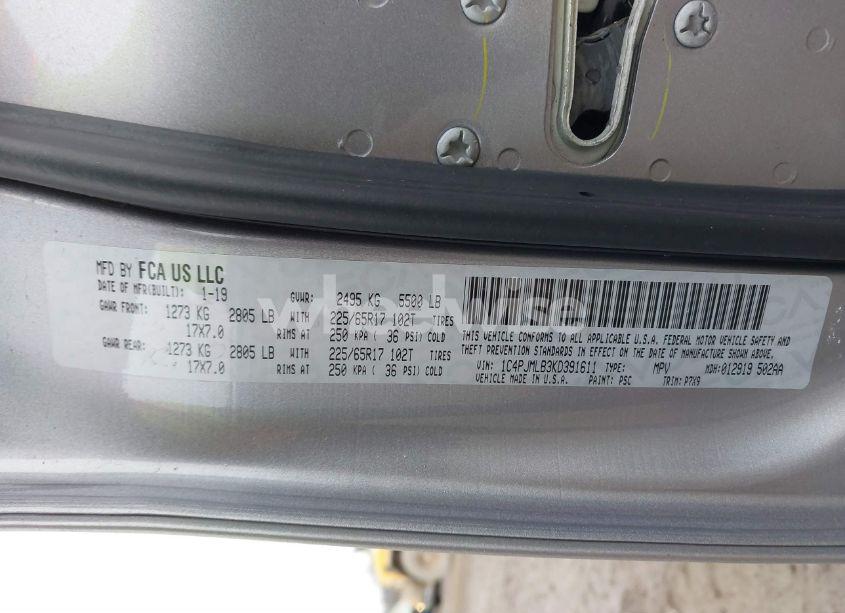 MFD BY FCA US LLC
DATE OF MFR(BUILT): 1-19 GVWR: 2495 KG 5500 LB
GAWR FRONT: 1273 KG 2805 LB WITH 225/65R17 102T TIRES
17X7.0 RIMS AT 250 KPA ( 36 PSI) COLD
GAWR REAR: 1273 KG 2805 LB WITH 225/65R17 102T TIRES
17X7.0 RIMS AT 250 KPA ( 36 PSI) COLD
THIS VEHICLE CONFORMS TO ALL APPLICABLE U.S.A. FEDERAL MOTOR VEHICLE SAFETY AND
THEFT PREVENTION STANDARDS IN EFFECT ON THE DATE OF MANUFACTURE SHOWN ABOVE.
VIN: 1C4PJMLB3KD391611 TYPE: MPV MDH:012919 502AA
VEHICLE MADE IN U.S.A. PAINT: PSC TRIM: P7X9